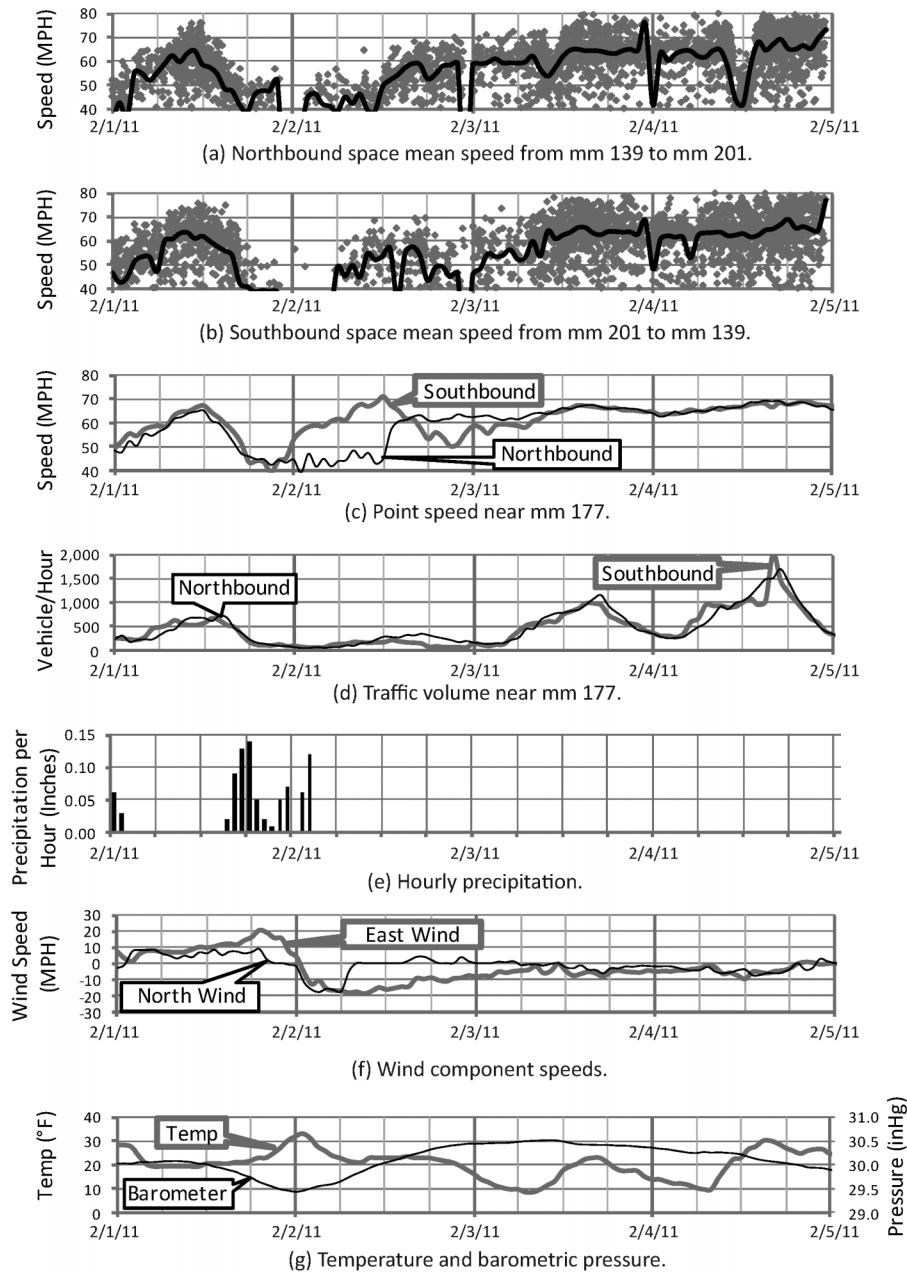 Speed (MPH)
80
70
60
50
40
2/1/11 2/2/11 2/3/11 2/4/11 2/5/11
(a) Northbound space mean speed from mm 139 to mm 201.
Speed (MPH)
80
70
60
50
40
2/1/11 2/2/11 2/3/11 2/4/11 2/5/11
(b) Southbound space mean speed from mm 201 to mm 139.
Speed (MPH)
80
70
60
50
40
Southbound
Northbound
2/1/11 2/2/11 2/3/11 2/4/11 2/5/11
(c) Point speed near mm 177.
Vehicle/Hour
2,000
1,500
1,000
500
0
Northbound
Southbound
2/1/11 2/2/11 2/3/11 2/4/11 2/5/11
(d) Traffic volume near mm 177.
Precipitation per
Hour (Inches)
0.15
0.10
0.05
0.00
2/1/11 2/2/11 2/3/11 2/4/11 2/5/11
(e) Hourly precipitation.
Wind Speed
(MPH)
30
20
10
0
-10
-20
-30
East Wind
North Wind
2/1/11 2/2/11 2/3/11 2/4/11 2/5/11
(f) Wind component speeds.
Temp (°F)
40
30
20
10
0
Temp
Barometer
31.0
30.5
30.0
29.5
29.0
Pressure (inHg)
2/1/11 2/2/11 2/3/11 2/4/11 2/5/11
(g) Temperature and barometric pressure.